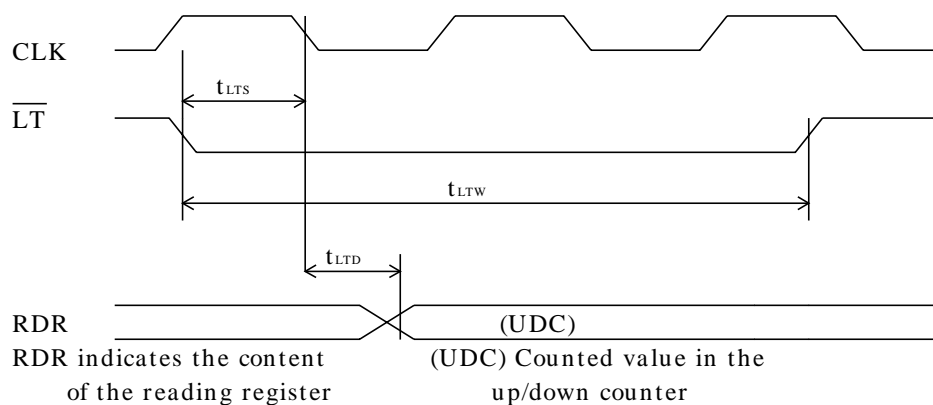 CLK
tLTS
LT
tLTW
tLTD
RDR (UDC)
RDR indicates the content (UDC) Counted value in the
of the reading register up/down counter